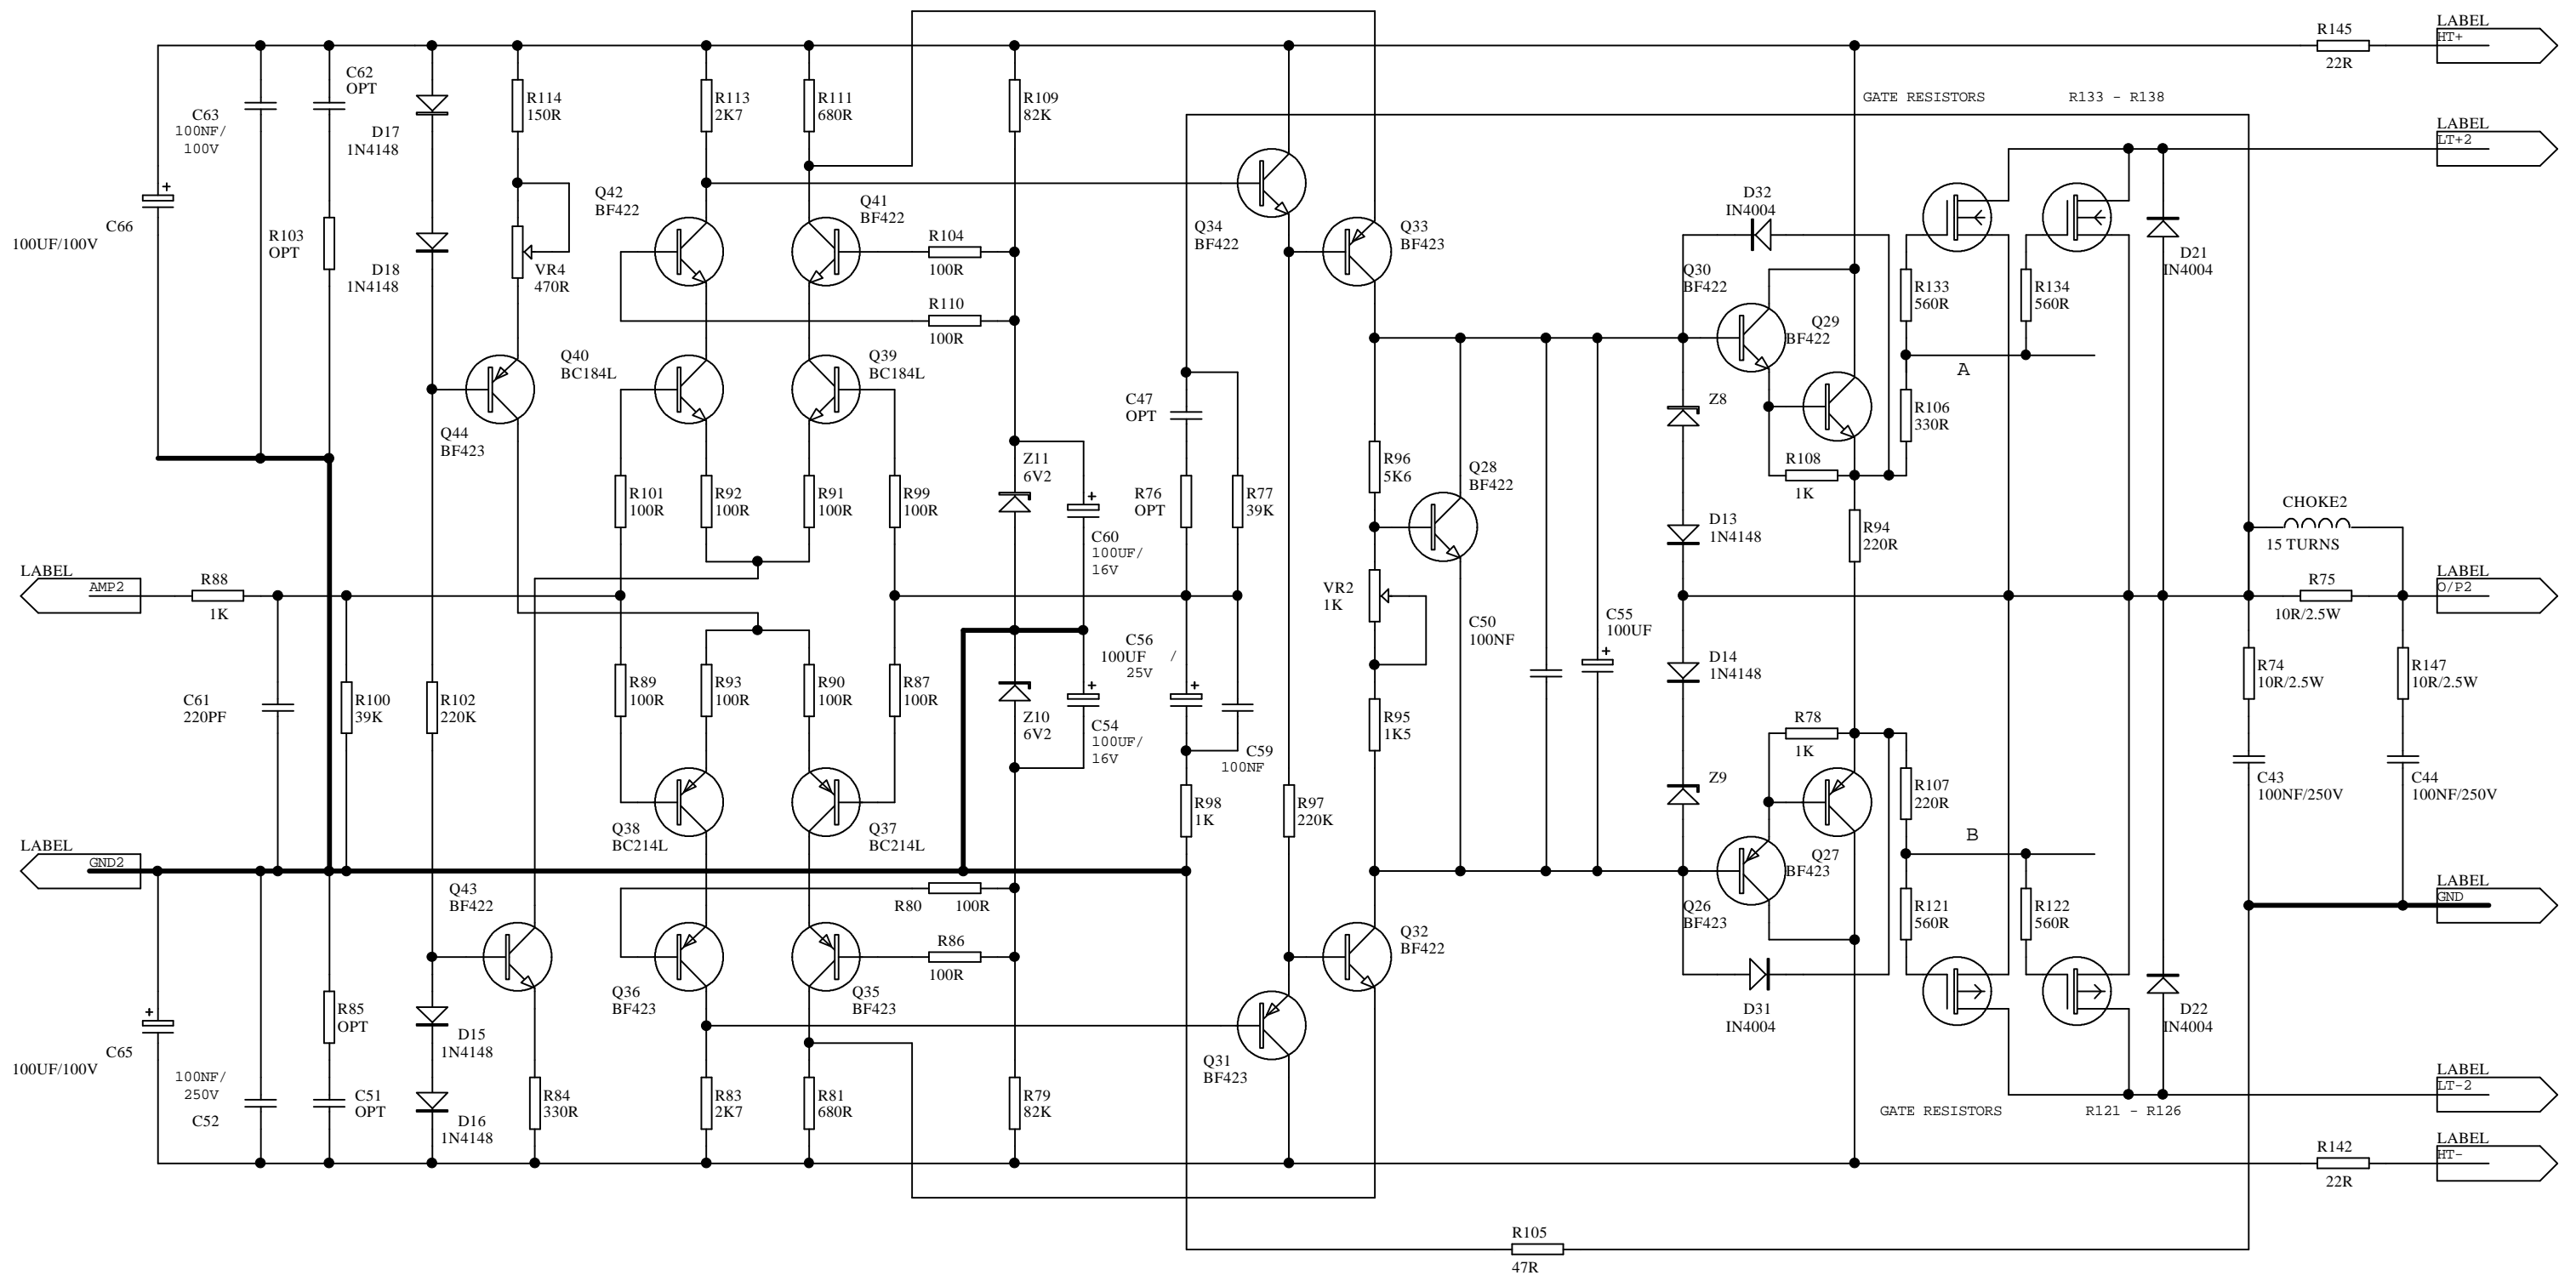 LABEL
HT+
R145
22R
C62
OPT
C63
100NF/
100V
D17
1N4148
R114
150R
R113
2K7
R111
680R
R109
82K
GATE RESISTORS R133 - R138
LABEL
LT+2
C66
100UF/100V
R103
OPT
D18
1N4148
VR4
470R
Q42
BF422
Q41
BF422
R104
100R
R110
100R
Q34
BF422
Q33
BF423
D32
IN4004
Q30
BF422
Q29
BF422
R133
560R
R134
560R
D21
IN4004
A
Q44
BF423
Q40
BC184L
Q39
BC184L
C47
OPT
Z8
R106
330R
R101
100R
R92
100R
R91
100R
R99
100R
Z11
6V2
C60
100UF/
16V
R76
OPT
R77
39K
R96
5K6
Q28
BF422
R108
1K
D13
1N4148
R94
220R
CHOKE2
15 TURNS
LABEL
AMP2
R88
1K
VR2
1K
R75
10R/2.5W
LABEL
O/P2
C61
220PF
R100
39K
R102
220K
R89
100R
R93
100R
R90
100R
R87
100R
Z10
6V2
C54
100UF/
16V
C56
100UF /
25V
C59
100NF
C50
100NF
C55
100UF
R95
1K5
D14
1N4148
R74
10R/2.5W
R147
10R/2.5W
R78
1K
Z9
R107
220R
C43
100NF/250V
C44
100NF/250V
Q38
BC214L
Q37
BC214L
R98
1K
R97
220K
B
LABEL
GND2
Q43
BF422
R80
100R
R86
100R
Q27
BF423
Q26
BF423
R121
560R
R122
560R
LABEL
GND
Q36
BF423
Q35
BF423
Q32
BF422
D31
IN4004
D22
IN4004
C65
100UF/100V
R85
OPT
D15
1N4148
Q31
BF423
100NF/
250V
C52
C51
OPT
D16
1N4148
R84
330R
R83
2K7
R81
680R
R79
82K
LABEL
LT-2
GATE RESISTORS R121 - R126
R142
22R
LABEL
HT-
R105
47R